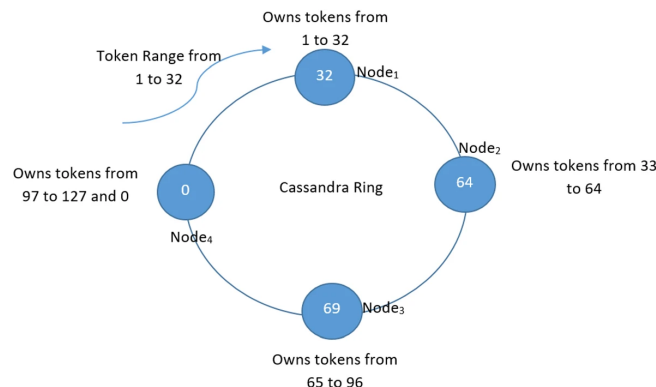 Owns tokens from
1 to 32
Token Range from
1 to 32
32
Node₁
Node₂
64
Owns tokens from 33
to 64
Owns tokens from
97 to 127 and 0
0
Cassandra Ring
Node₄
69
Node₃
Owns tokens from
65 to 96